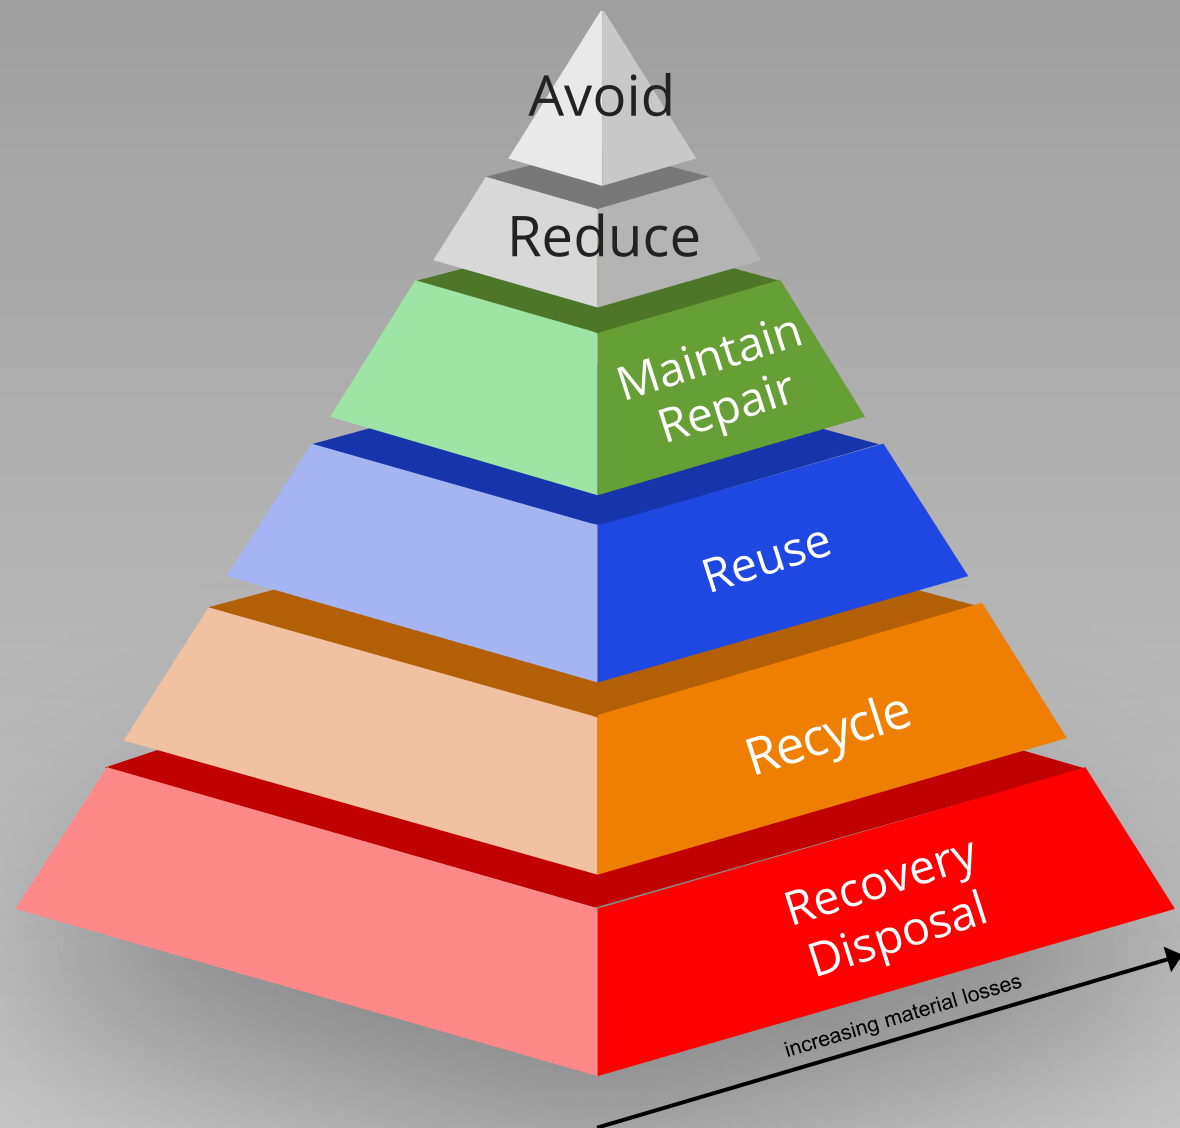 Avoid
Reduce
Maintain
Repair
Reuse
Recycle
Recovery
Disposal
increasing material losses